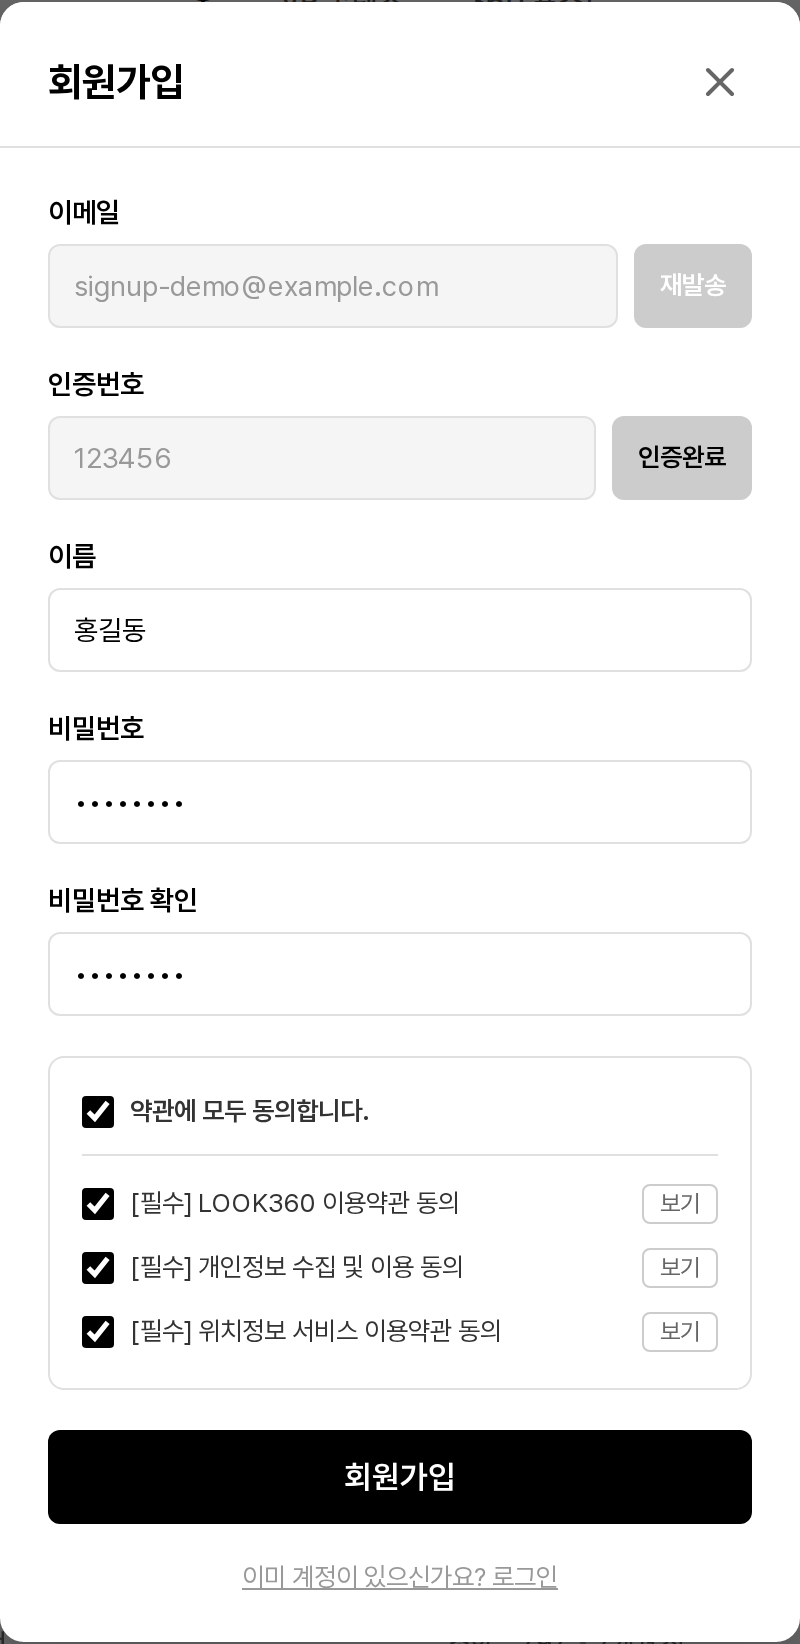 회원가입
이메일
signup-demo@example.com
재발송
인증번호
123456
인증완료
이름
홍길동
비밀번호
••••••••
비밀번호 확인
••••••••
약관에 모두 동의합니다.
[필수] LOOK360 이용약관 동의 보기
[필수] 개인정보 수집 및 이용 동의 보기
[필수] 위치정보 서비스 이용약관 동의 보기
회원가입
이미 계정이 있으신가요? 로그인